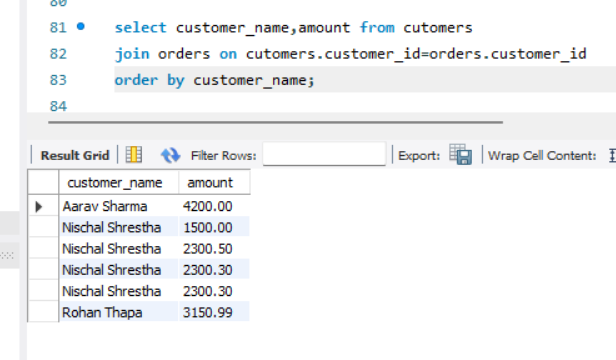 80
81 select customer_name,amount from cutomers
82 join orders on cutomers.customer_id=orders.customer_id
83 order by customer_name;
84
Result Grid Filter Rows: Export: Wrap Cell Content:
customer_name amount
Aarav Sharma 4200.00
Nischal Shrestha 1500.00
Nischal Shrestha 2300.50
Nischal Shrestha 2300.30
Nischal Shrestha 2300.30
Rohan Thapa 3150.99